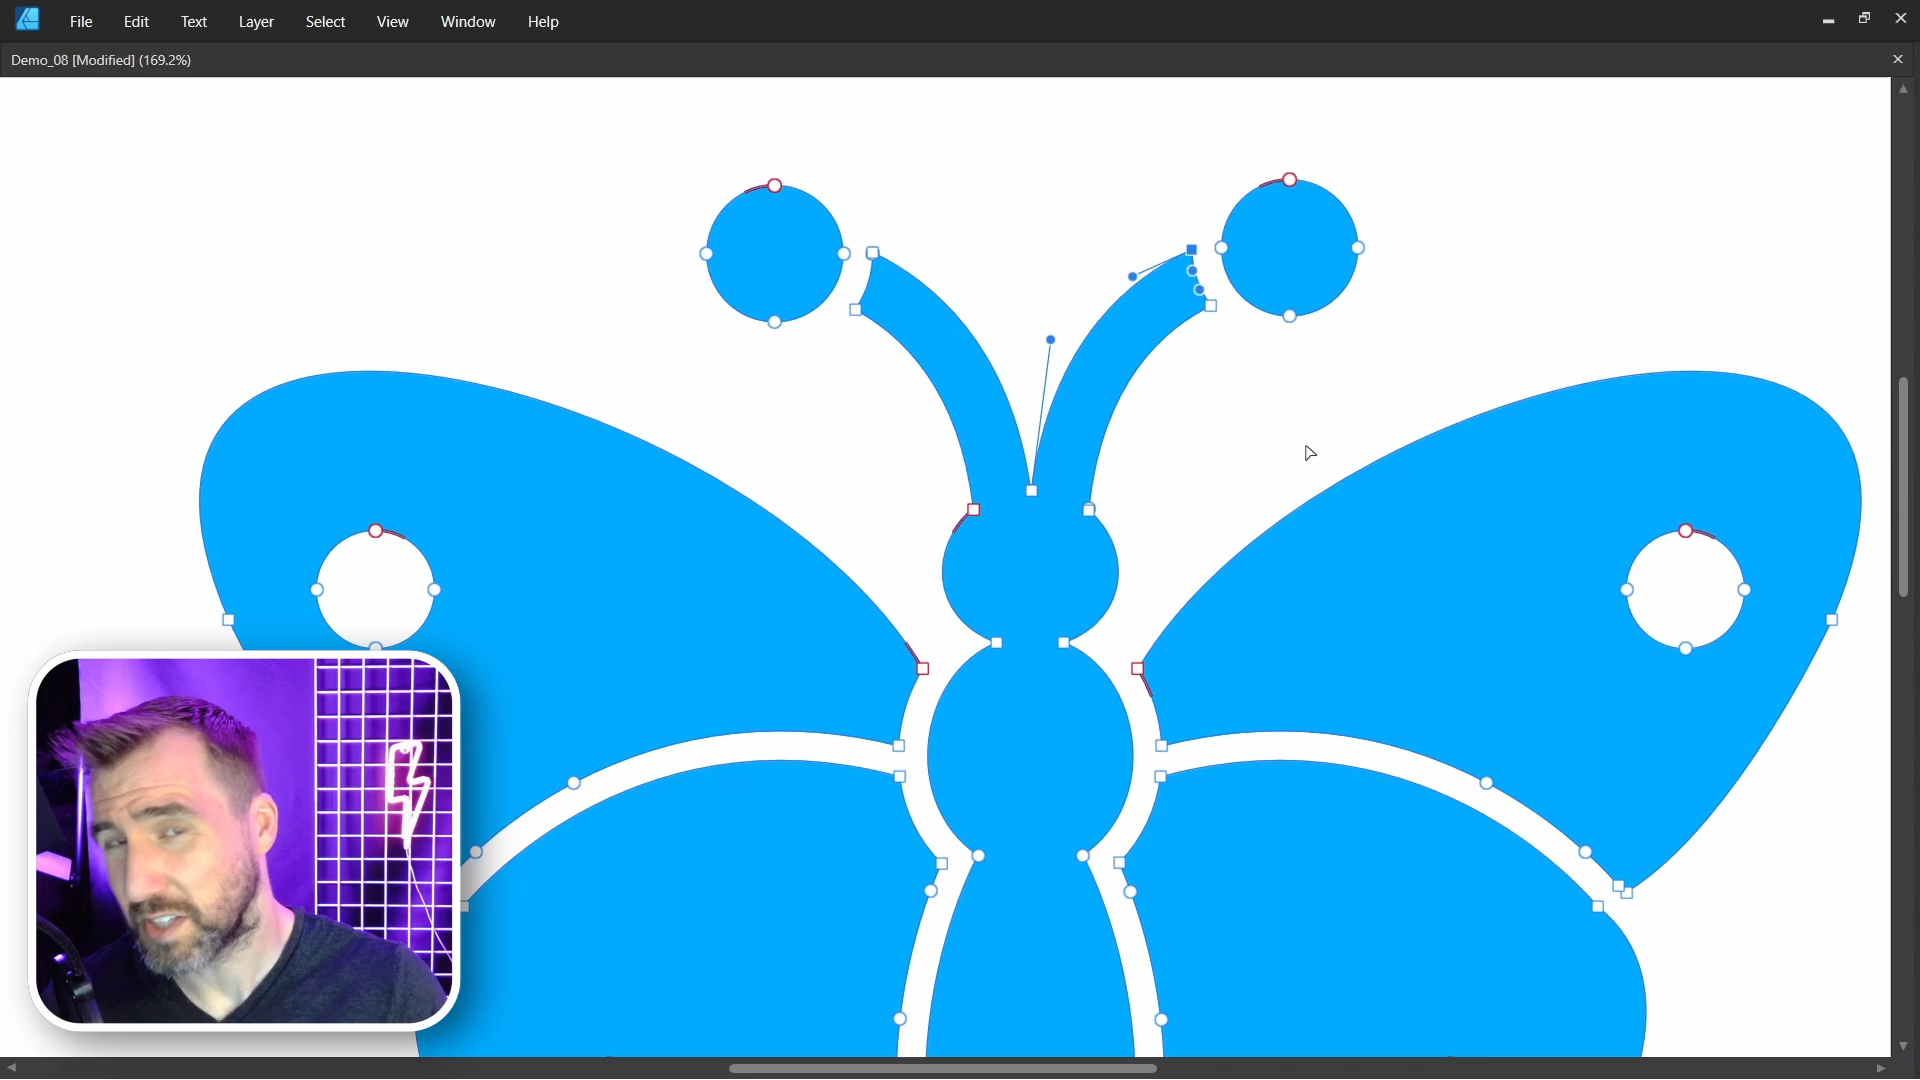 File Edit Text Layer Select View Window Help
Demo_08 [Modified] (169.2%)